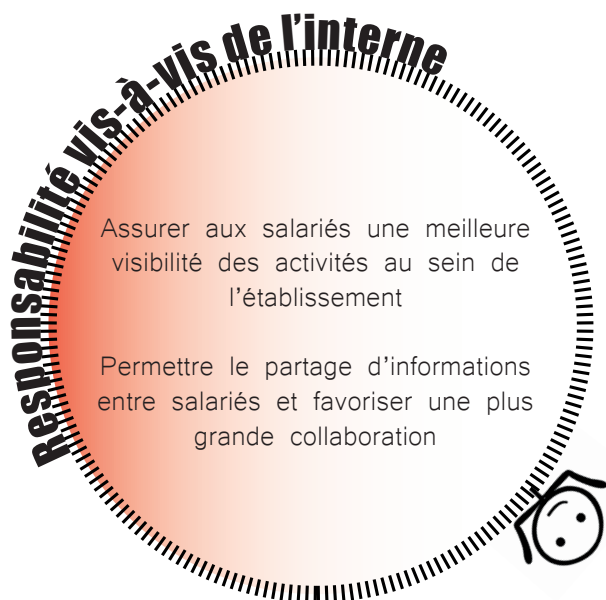 Responsabilité vis-à-vis de l'interne
Assurer aux salariés une meilleure
visibilité des activités au sein de
l'établissement
Permettre le partage d'informations
entre salariés et favoriser une plus
grande collaboration